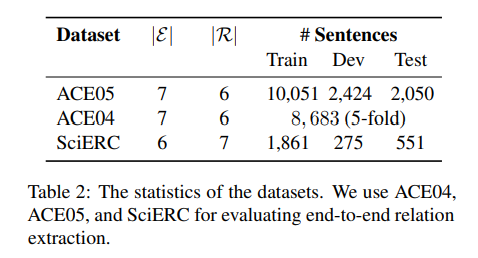 Dataset |ℰ| |ℛ| # Sentences
Train Dev Test
ACE05 7 6 10,051 2,424 2,050
ACE04 7 6 8, 683 (5-fold)
SciERC 6 7 1,861 275 551
Table 2: The statistics of the datasets. We use ACE04,
ACE05, and SciERC for evaluating end-to-end relation
extraction.